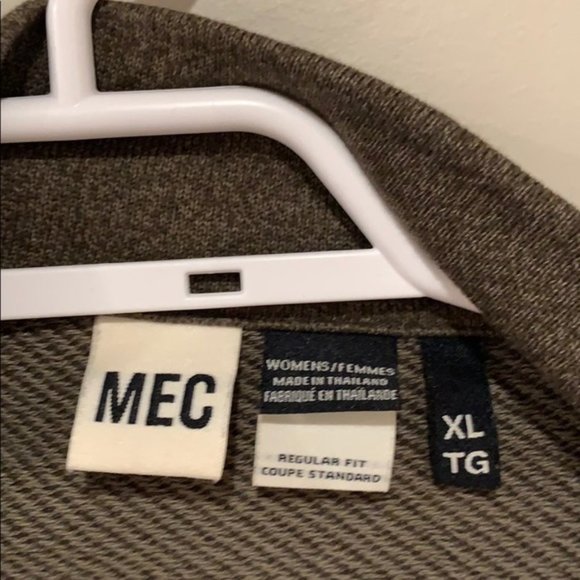 MEC
WOMENS/FEMMES
MADE IN THAILAND
FABRIQUÉ EN THAÏLANDE
REGULAR FIT
COUPE STANDARD
XL
TG